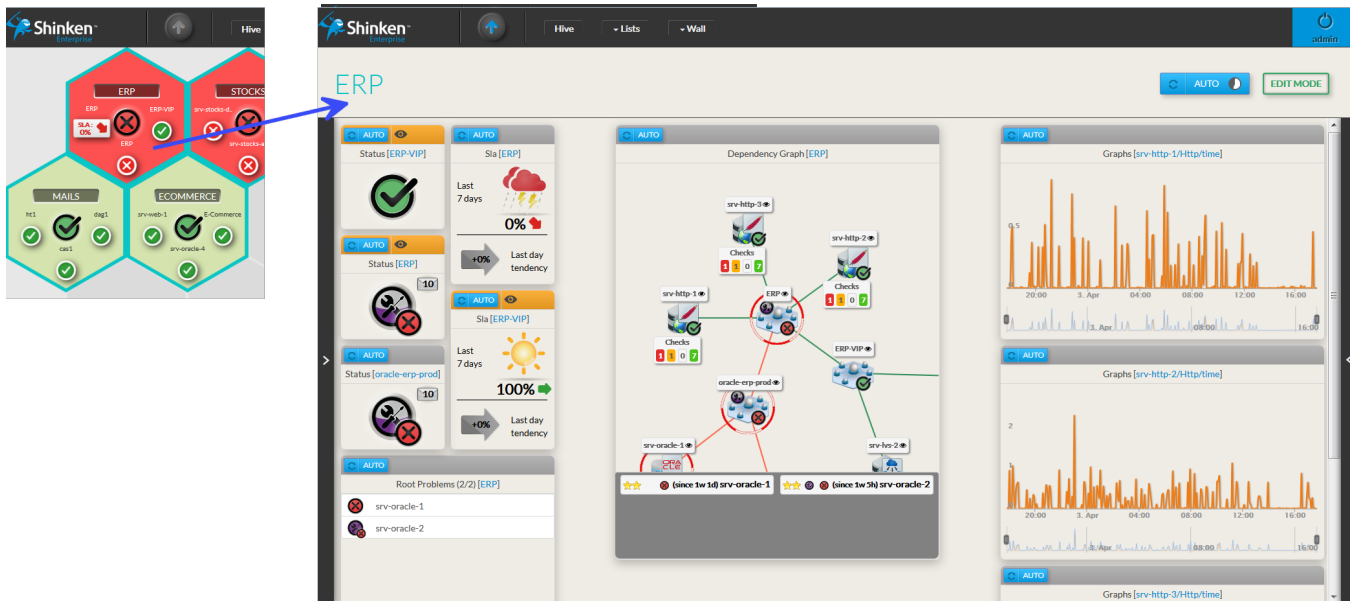 Shinken™
Enterprise
Hive
ERP
STOCKS
ERP
ERP-VIP
srv-stocks-d..
SLA:
0%
ERP
srv-stocks-a
MAILS
ECOMMERCE
ht1
dag1
srv-web-1
E-Commerce
cas1
srv-oracle-4
Shinken™
Enterprise
Hive
Lists
Wall
admin
ERP
AUTO
EDIT MODE
AUTO
Status [ERP-VIP]
AUTO
Status [ERP]
10
AUTO
Status [oracle-erp-prod]
10
AUTO
Sla [ERP]
Last
7 days
0%
+0%
Last day
tendency
AUTO
Sla [ERP-VIP]
Last
7 days
100%
+0%
Last day
tendency
AUTO
Root Problems (2/2) [ERP]
srv-oracle-1
srv-oracle-2
AUTO
Dependency Graph [ERP]
srv-http-3
Checks
1 1 0 7
srv-http-2
Checks
1 1 0 7
srv-http-1
Checks
1 1 0 7
ERP
ERP-VIP
oracle-erp-prod
srv-oracle-1
ORA
CLE
srv-lvs-2
(since 1w 1d) srv-oracle-1
(since 1w 5h) srv-oracle-2
AUTO
Graphs [srv-http-1/Http/time]
0.5
0
20:00 3. Apr 04:00 08:00 12:00 16:00
3. Apr 08:00 16:00
AUTO
Graphs [srv-http-2/Http/time]
2
1
20:00 3. Apr 04:00 08:00 12:00 16:00
3. Apr 08:00 16:00
AUTO
Graphs [srv-http-3/Http/time]